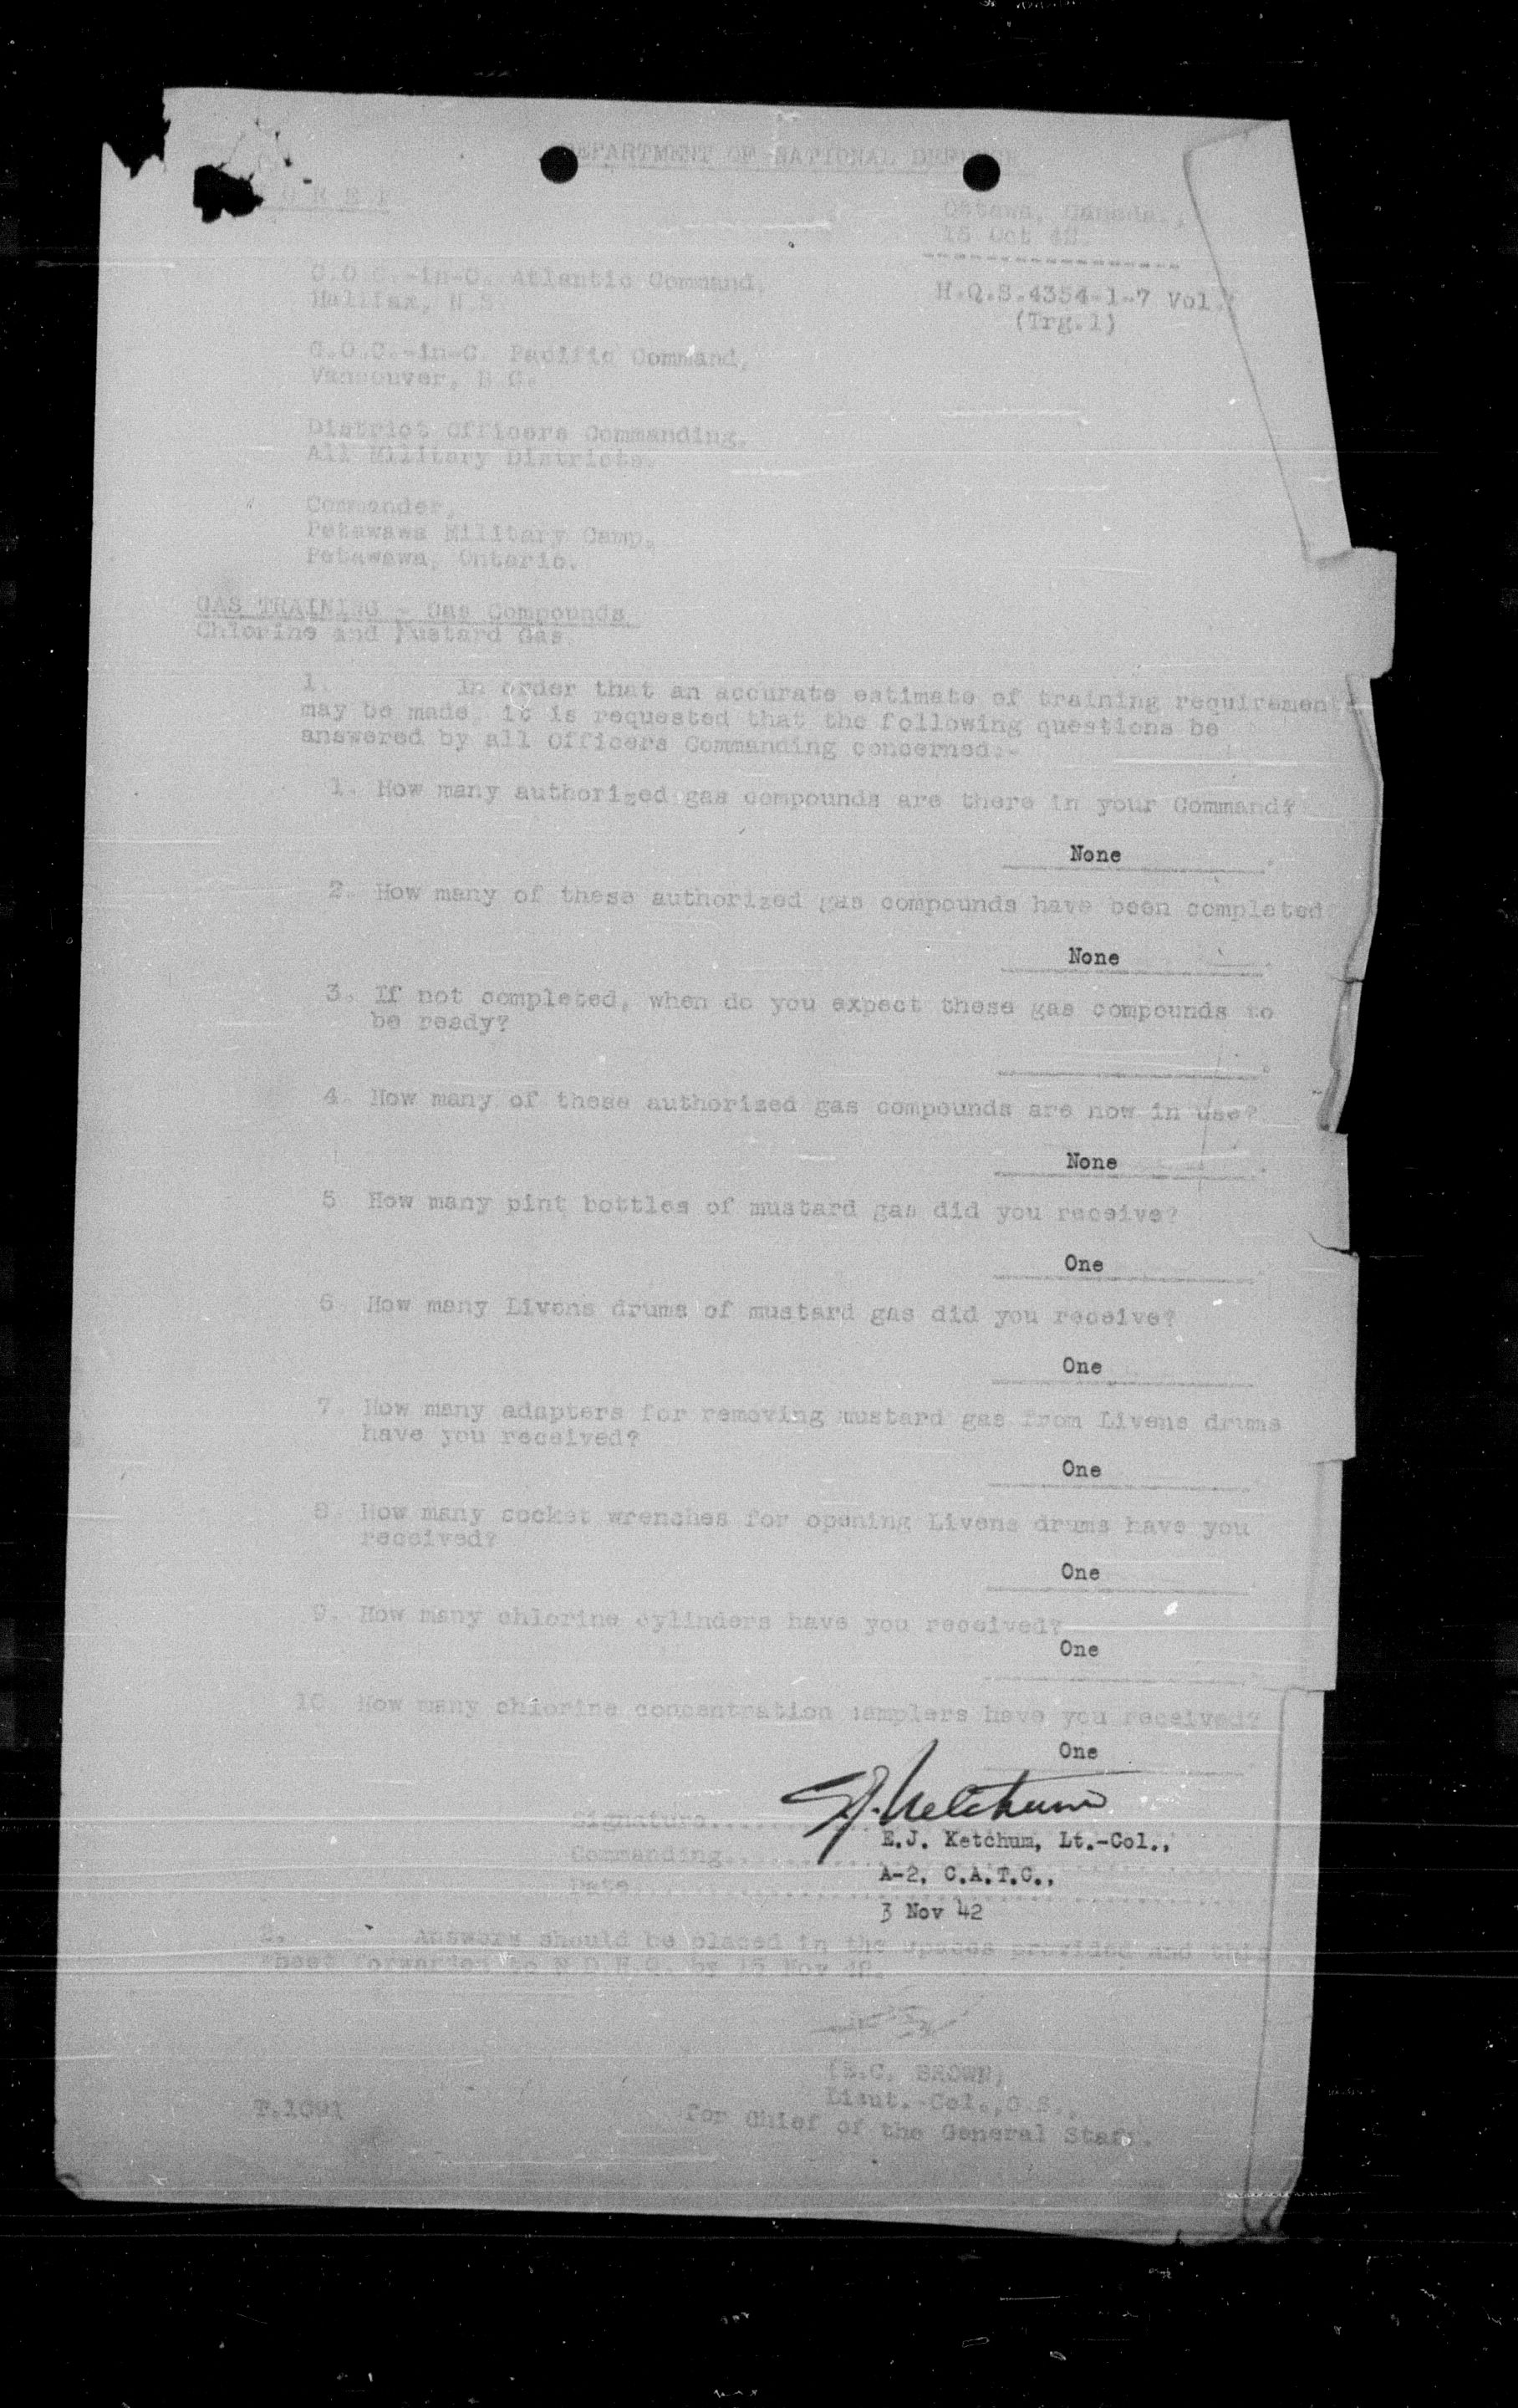 DEPARTMENT OF NATIONAL DEFENCE
C R E T
Ottawa, Canada.,
15 Oct 42.
G.O.C.-in-C. Atlantic Command,
Halifax, N.S.
H.Q.S.4354-1-7 Vol.
(Trg.1)
G.O.C.-in-C. Pacific Command,
Vancouver, B.C.
District Officers Commanding,
All Military Districts.
Commander,
Petawawa Military Camp,
Petawawa, Ontario.
GAS TRAINING - Gas Compounds
Chlorine and Mustard Gas.
1. In order that an accurate estimate of training requirements
may be made, it is requested that the following questions be
answered by all Officers Commanding concerned:-
1. How many authorized gas compounds are there in your Command?
None
2. How many of these authorized gas compounds have been completed
None
3. If not completed, when do you expect these gas compounds to
be ready?
4. How many of these authorized gas compounds are now in use?
None
5 How many pint bottles of mustard gas did you receive?
One
6 How many Livens drums of mustard gas did you receive?
One
7. How many adapters for removing mustard gas from Livens drums
have you received?
One
8. How many socket wrenches for opening Livens drums have you
received?
One
9. How many chlorine cylinders have you received?
One
10 How many chlorine concentration samplers have you received?
One
E.J. Ketchum
Signature.....
E.J. Ketchum, Lt.-Col.,
Commanding.....
A-2, C.A.T.C.,
Date.....
3 Nov 42
2. Answers should be placed in the spaces provided and this
sheet forwarded to N.D.H.Q. by 15 Nov 42.
BROWN)
Lieut.-Col.,G.S.,
for Chief of the General Staff.